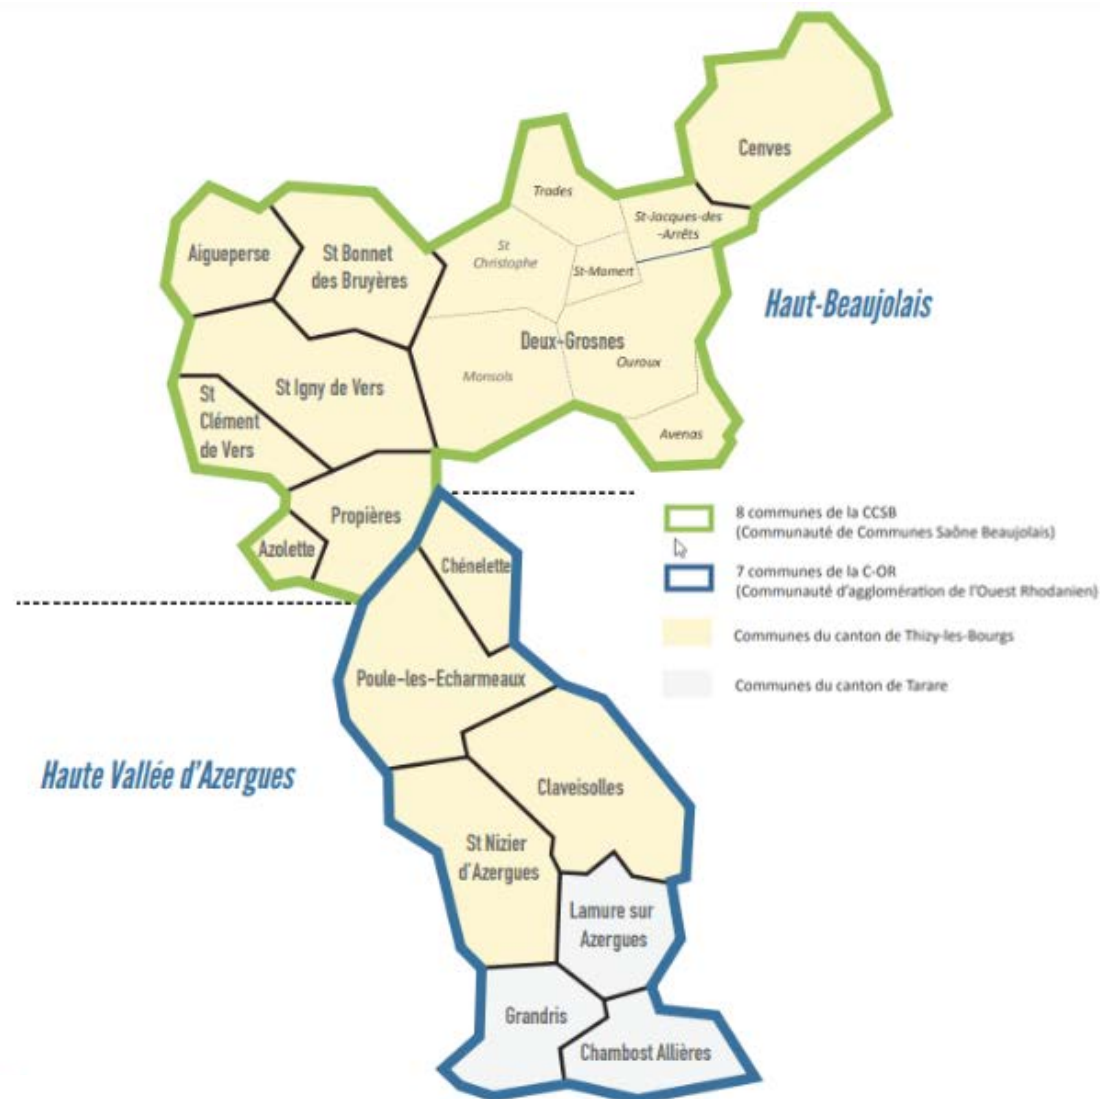 Cenves
Trades
St-Jacques-des
-Arrêts
St
Christophe
St-Mamert
Aigueperse
St Bonnet
des Bruyères
Haut-Beaujolais
Deux-Grosnes
Ouroux
Monsols
St Igny de Vers
St
Clément
de Vers
Avenas
Propières
Azolette
Chénelette
8 communes de la CCSB
(Communauté de Communes Saône Beaujolais)
7 communes de la C-OR
(Communauté d'agglomération de l'Ouest Rhodanien)
Communes du canton de Thizy-les-Bourgs
Communes du canton de Tarare
Poule-les-Echarmeaux
Haute Vallée d'Azergues
Claveisolles
St Nizier
d'Azergues
Lamure sur
Azergues
Grandris
Chambost Allières